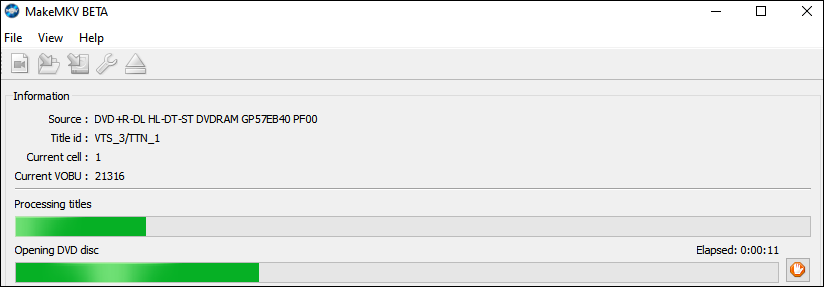 MakeMKV BETA
File View Help
Information
Source : DVD+R-DL HL-DT-ST DVDRAM GP57EB40 PF00
Title id : VTS_3/TTN_1
Current cell : 1
Current VOBU : 21316
Processing titles
Opening DVD disc Elapsed: 0:00:11